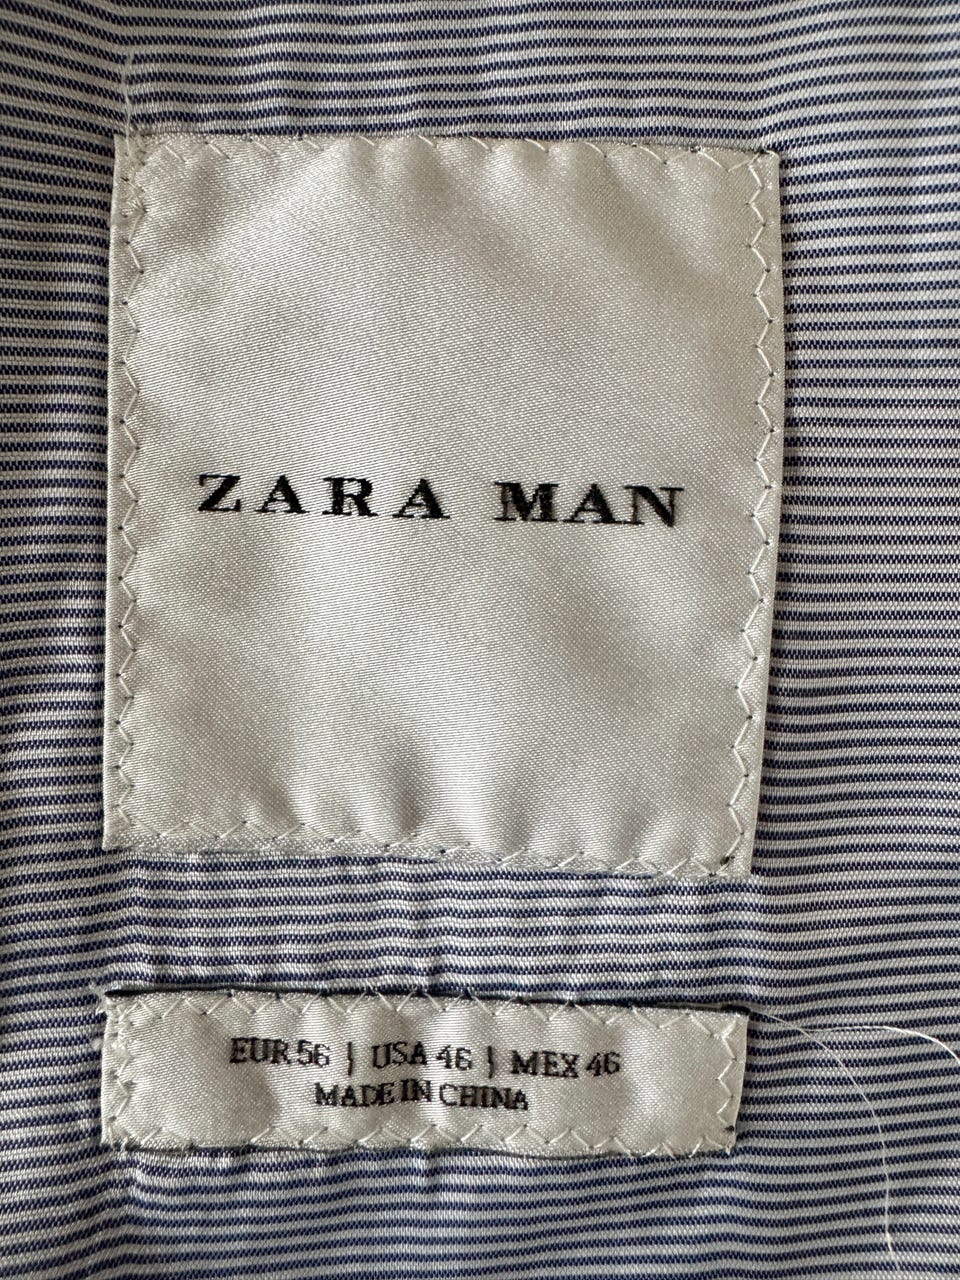 ZARA MAN
EUR 56 | USA 46 | MEX 46
MADE IN CHINA